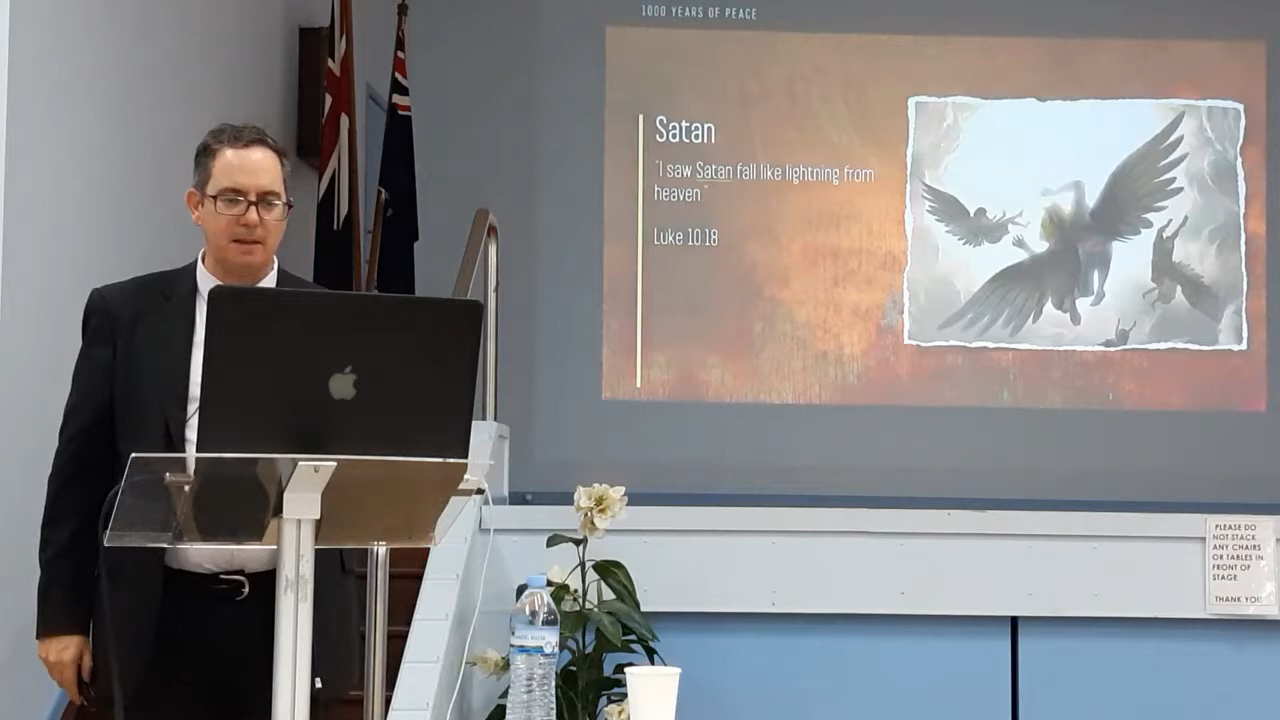 1000 YEARS OF PEACE
Satan
"I saw Satan fall like lightning from
heaven"
Luke 10:18
PLEASE DO
NOT STACK
ANY CHAIRS
OR TABLES IN
FRONT OF
STAGE
THANK YOU